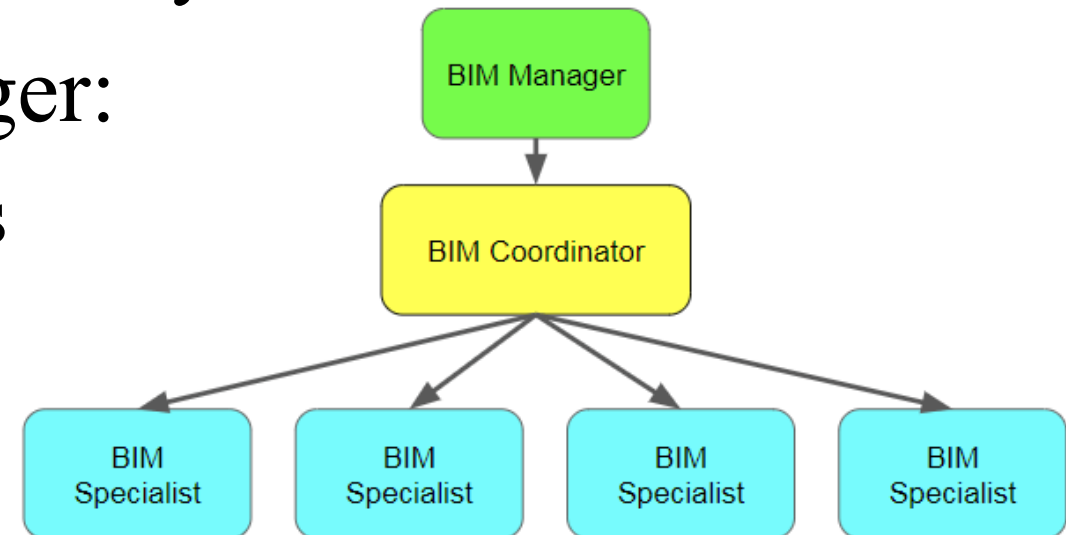 ger:
s
BIM Manager
BIM Coordinator
BIM
Specialist
BIM
Specialist
BIM
Specialist
BIM
Specialist